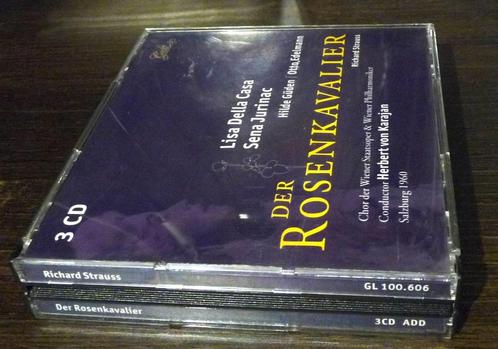 3 CD
Lisa Della Casa
Sena Jurinac
Hilde Güden | Otto Edelmann
DER
ROSENKAVALIER
Richard Strauss
Chor der Wiener Staatsoper & Wiener Philharmoniker
Conductor Herbert von Karajan
Salzburg 1960
Richard Strauss GL 100.606
Der Rosenkavalier 3CD ADD